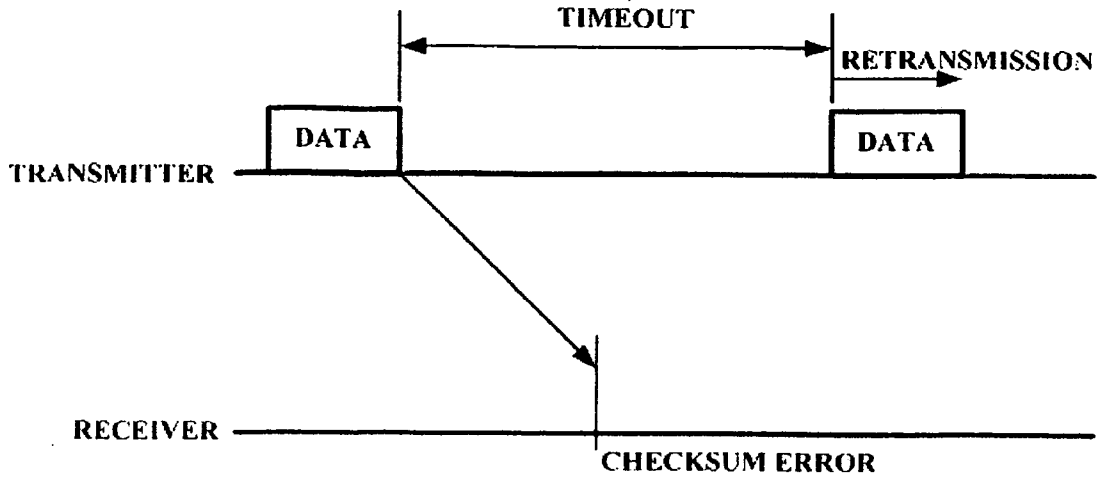 TIMEOUT
RETRANSMISSION
DATA
DATA
TRANSMITTER
RECEIVER
CHECKSUM ERROR